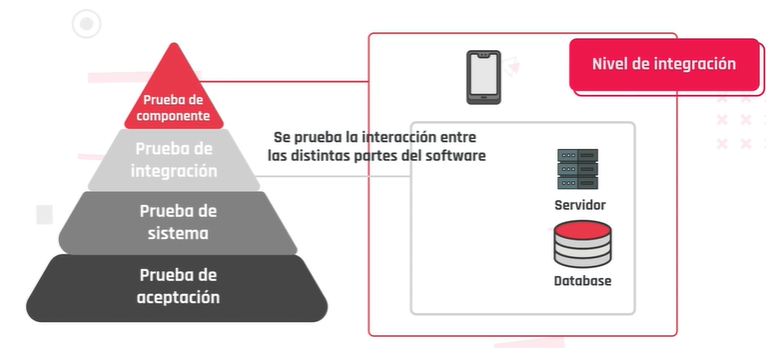 Nivel de integración
Prueba de
componente
Se prueba la interacción entre
las distintas partes del software
Prueba de
integración
Servidor
Prueba de
sistema
Database
Prueba de
aceptación